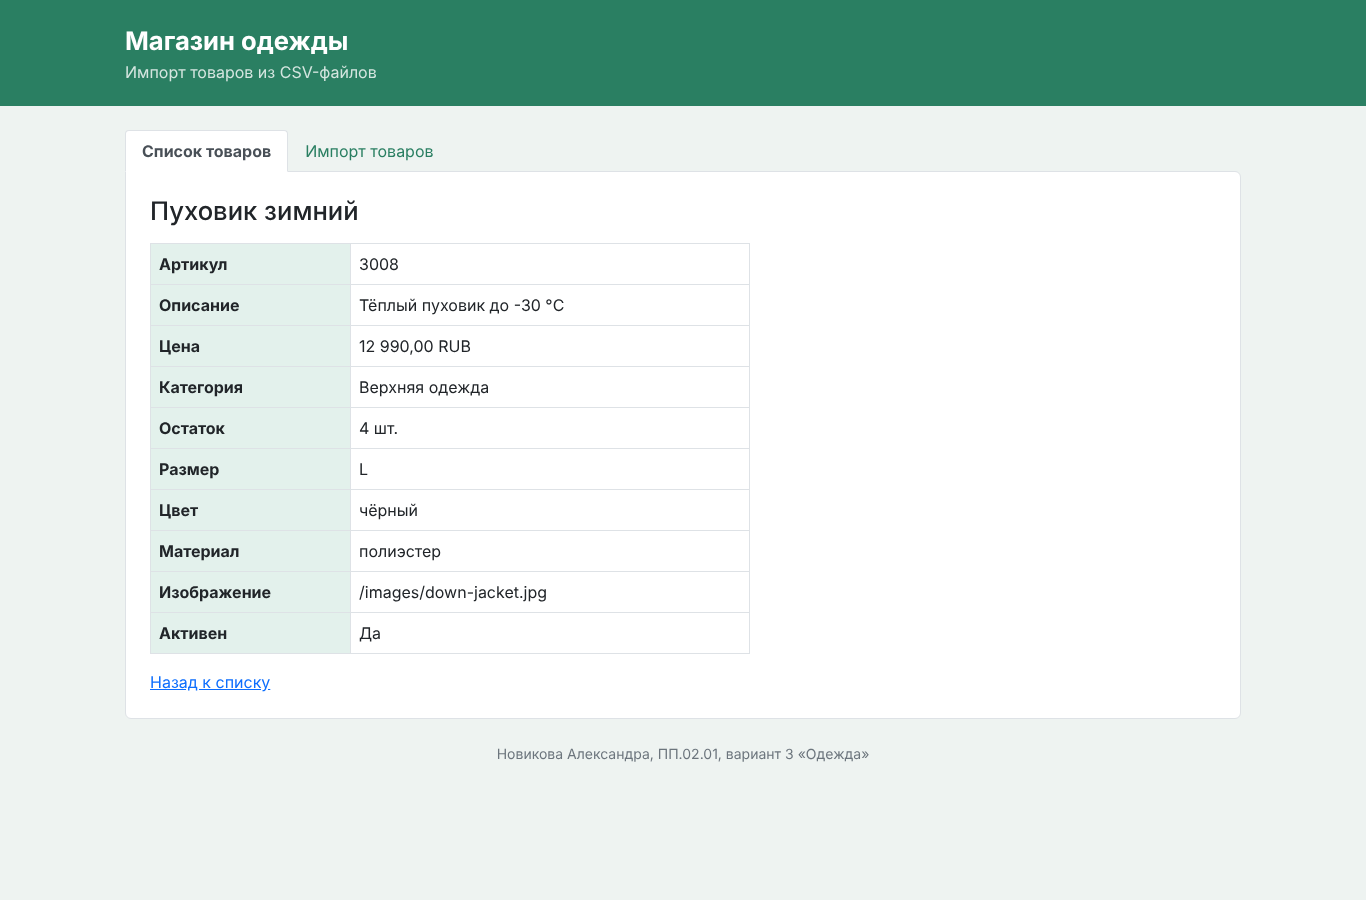 Магазин одежды
Импорт товаров из CSV-файлов
Список товаров Импорт товаров
Пуховик зимний
Артикул 3008
Описание Тёплый пуховик до -30 °C
Цена 12 990,00 RUB
Категория Верхняя одежда
Остаток 4 шт.
Размер L
Цвет чёрный
Материал полиэстер
Изображение /images/down-jacket.jpg
Активен Да
Назад к списку
Новикова Александра, ПП.02.01, вариант 3 «Одежда»